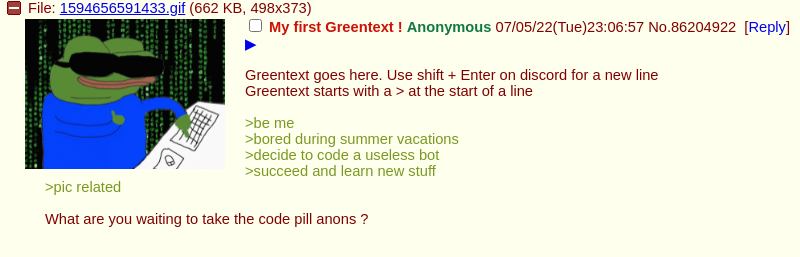 File: 1594656591433.gif (662 KB, 498x373)
My first Greentext ! Anonymous 07/05/22(Tue)23:06:57 No.86204922 [Reply]
Greentext goes here. Use shift + Enter on discord for a new line
Greentext starts with a > at the start of a line
>be me
>bored during summer vacations
>decide to code a useless bot
>succeed and learn new stuff
>pic related
What are you waiting to take the code pill anons ?